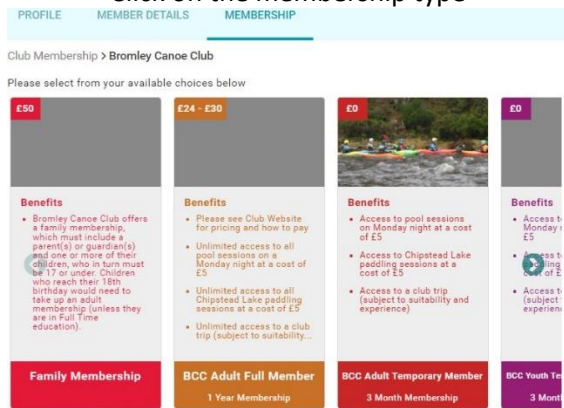 Click on the membership type
PROFILE MEMBER DETAILS MEMBERSHIP
Club Membership > Bromley Canoe Club
Please select from your available choices below
£50
Benefits
• Bromley Canoe Club offers
a family membership,
which must include a
parent(s) or guardian(s)
and one or more of their
children, who in turn must
be 17 or under. Children
who reach their 18th
birthday would need to
take up an adult
membership (unless they
are in Full Time
education).
Family Membership
£24 - £30
Benefits
• Please see Club Website
for pricing and how to pay
• Unlimited access to all
pool sessions on a
Monday night at a cost of
£5
• Unlimited access to all
Chipstead Lake paddling
sessions at a cost of £5
• Unlimited access to a club
trip (subject to suitability...
BCC Adult Full Member
1 Year Membership
£0
Benefits
• Access to pool sessions
on Monday night at a cost
of £5
• Access to Chipstead Lake
paddling sessions at a
cost of £5
• Access to a club trip
(subject to suitability and
experience)
BCC Adult Temporary Member
3 Month Membership
£0
Benefits
• Access t
Monday
£5
• Access t
of £
• Access t
(subject
experien
BCC Youth Te
3 Mont